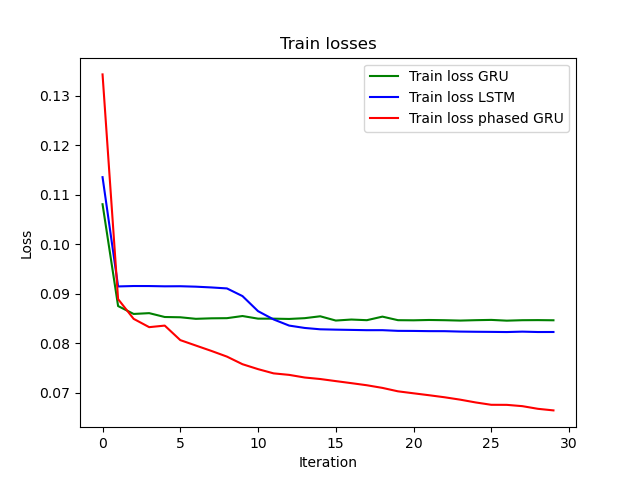 Train losses
Train loss GRU
Train loss LSTM
Train loss phased GRU
0.13
0.12
0.11
0.10
0.09
0.08
0.07
Loss
0 5 10 15 20 25 30
Iteration